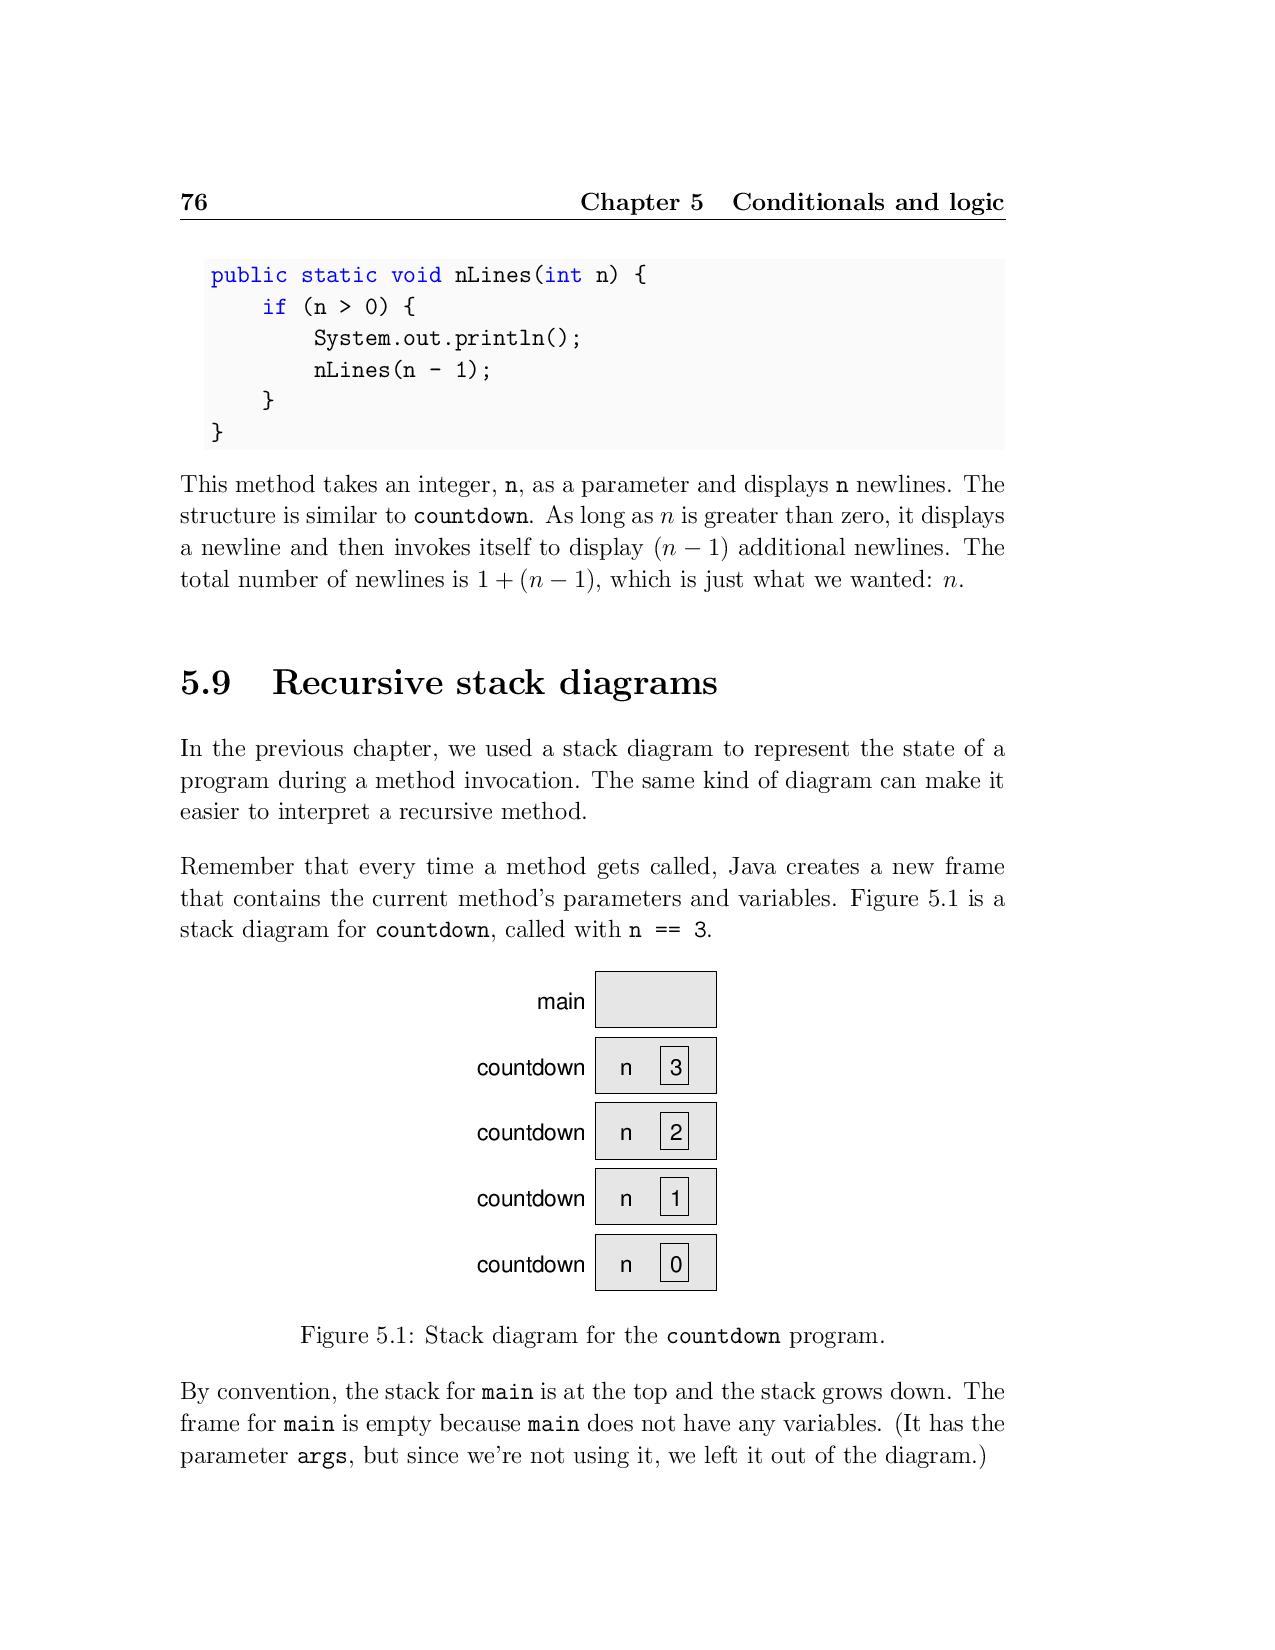 76 Chapter 5 Conditionals and logic
public static void nLines(int n) {
    if (n > 0) {
        System.out.println();
        nLines(n - 1);
    }
}
This method takes an integer, n, as a parameter and displays n newlines. The
structure is similar to countdown. As long as n is greater than zero, it displays
a newline and then invokes itself to display (n − 1) additional newlines. The
total number of newlines is 1 + (n − 1), which is just what we wanted: n.
5.9 Recursive stack diagrams
In the previous chapter, we used a stack diagram to represent the state of a
program during a method invocation. The same kind of diagram can make it
easier to interpret a recursive method.
Remember that every time a method gets called, Java creates a new frame
that contains the current method's parameters and variables. Figure 5.1 is a
stack diagram for countdown, called with n == 3.
main
countdown n 3
countdown n 2
countdown n 1
countdown n 0
Figure 5.1: Stack diagram for the countdown program.
By convention, the stack for main is at the top and the stack grows down. The
frame for main is empty because main does not have any variables. (It has the
parameter args, but since we're not using it, we left it out of the diagram.)